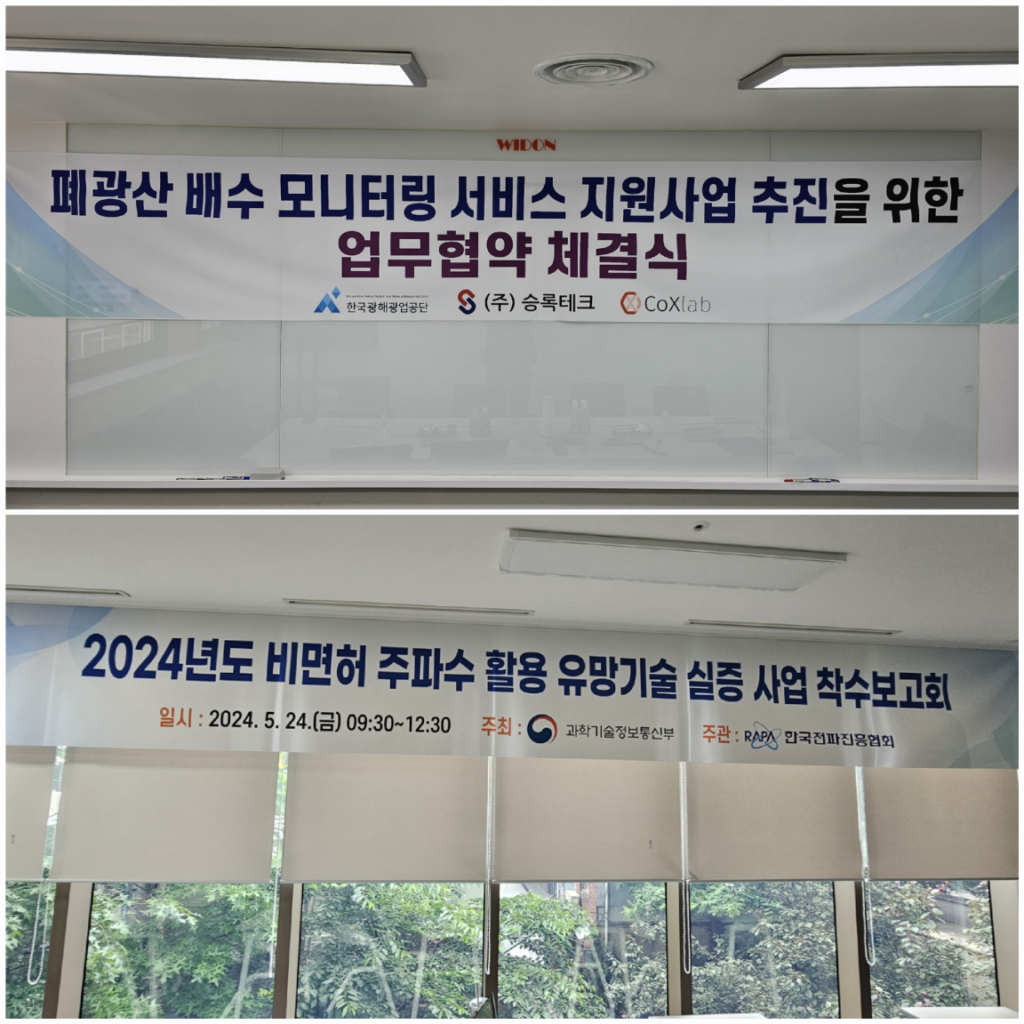 WIDON
폐광산 배수 모니터링 서비스 지원사업 추진을 위한
업무협약 체결식
한국광해광업공단 (주) 승록테크 CoXlab
2024년도 비면허 주파수 활용 유망기술 실증 사업 착수보고회
일시 : 2024. 5. 24.(금) 09:30~12:30 주최 : 과학기술정보통신부 주관 : RAPA 한국전파진흥협회